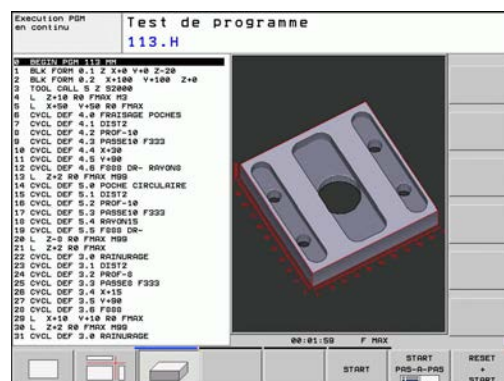 Execution PGM
en continu
Test de programme
113.H
0 BEGIN PGM 113 MM
1 BLK FORM 0.1 Z X+0 Y+0 Z-20
2 BLK FORM 0.2 X+100 Y+100 Z+0
3 TOOL CALL 5 Z S2000
4 L Z+10 R0 FMAX M3
5 L X+50 Y+50 R0 FMAX
6 CYCL DEF 4.0 FRAISAGE POCHES
7 CYCL DEF 4.1 DIST2
8 CYCL DEF 4.2 PROF-10
9 CYCL DEF 4.3 PASSE10 F333
10 CYCL DEF 4.4 X+30
11 CYCL DEF 4.5 Y+90
12 CYCL DEF 4.6 F888 DR- RAYON8
13 L Z+2 R0 FMAX M99
14 CYCL DEF 5.0 POCHE CIRCULAIRE
15 CYCL DEF 5.1 DIST2
16 CYCL DEF 5.2 PROF-10
17 CYCL DEF 5.3 PASSE10 F333
18 CYCL DEF 5.4 RAYON15
19 CYCL DEF 5.5 F888 DR-
20 L Z-8 R0 FMAX M99
21 L Z+2 R0 FMAX
22 CYCL DEF 3.0 RAINURAGE
23 CYCL DEF 3.1 DIST2
24 CYCL DEF 3.2 PROF-8
25 CYCL DEF 3.3 PASSE8 F333
26 CYCL DEF 3.4 X+15
27 CYCL DEF 3.5 Y+80
28 CYCL DEF 3.6 F888
29 L X+10 Y+10 R0 FMAX
30 L Z+2 R0 FMAX M99
31 CYCL DEF 3.0 RAINURAGE
00:01:59 F MAX
START
START
PAS-A-PAS
RESET
+
START